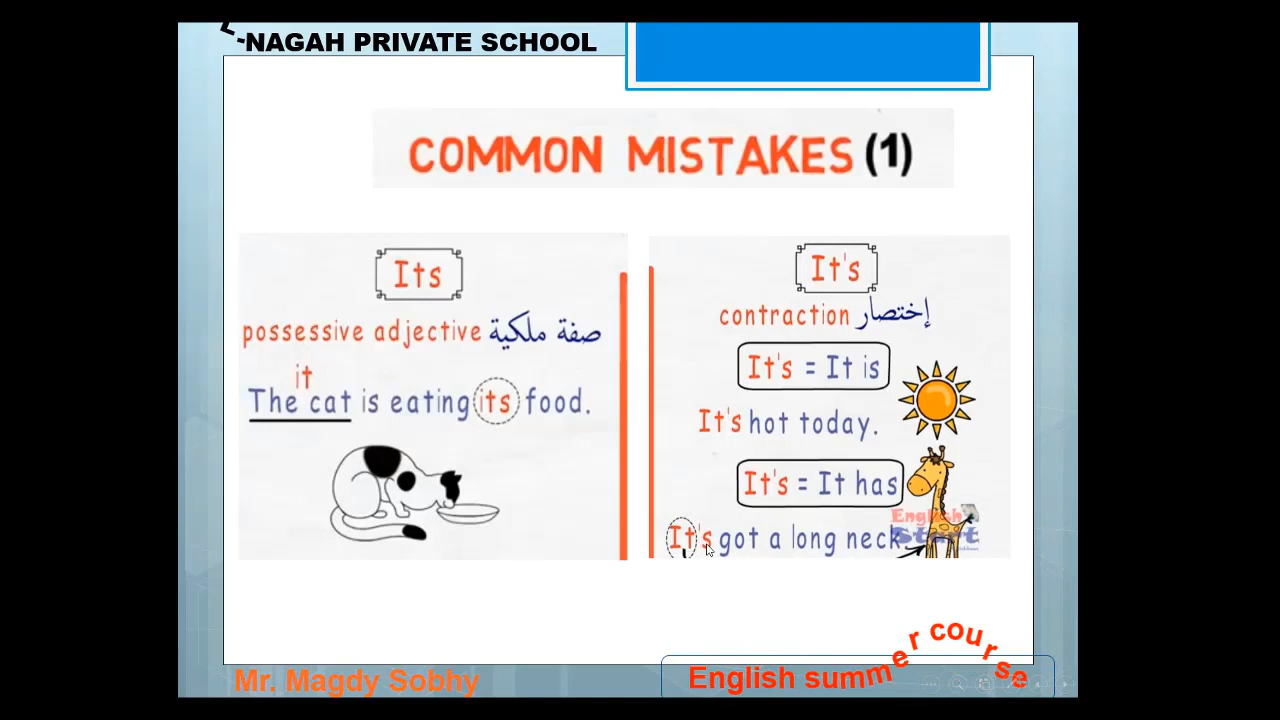 -NAGAH PRIVATE SCHOOL
COMMON MISTAKES (1)
Its
possessive adjective صفة ملكية
it
The cat is eating its food.
It's
contraction إختصار
It's = It is
It's hot today.
It's = It has
It's got a long neck
English
Start
Mr. Magdy Sobhy
English summer course